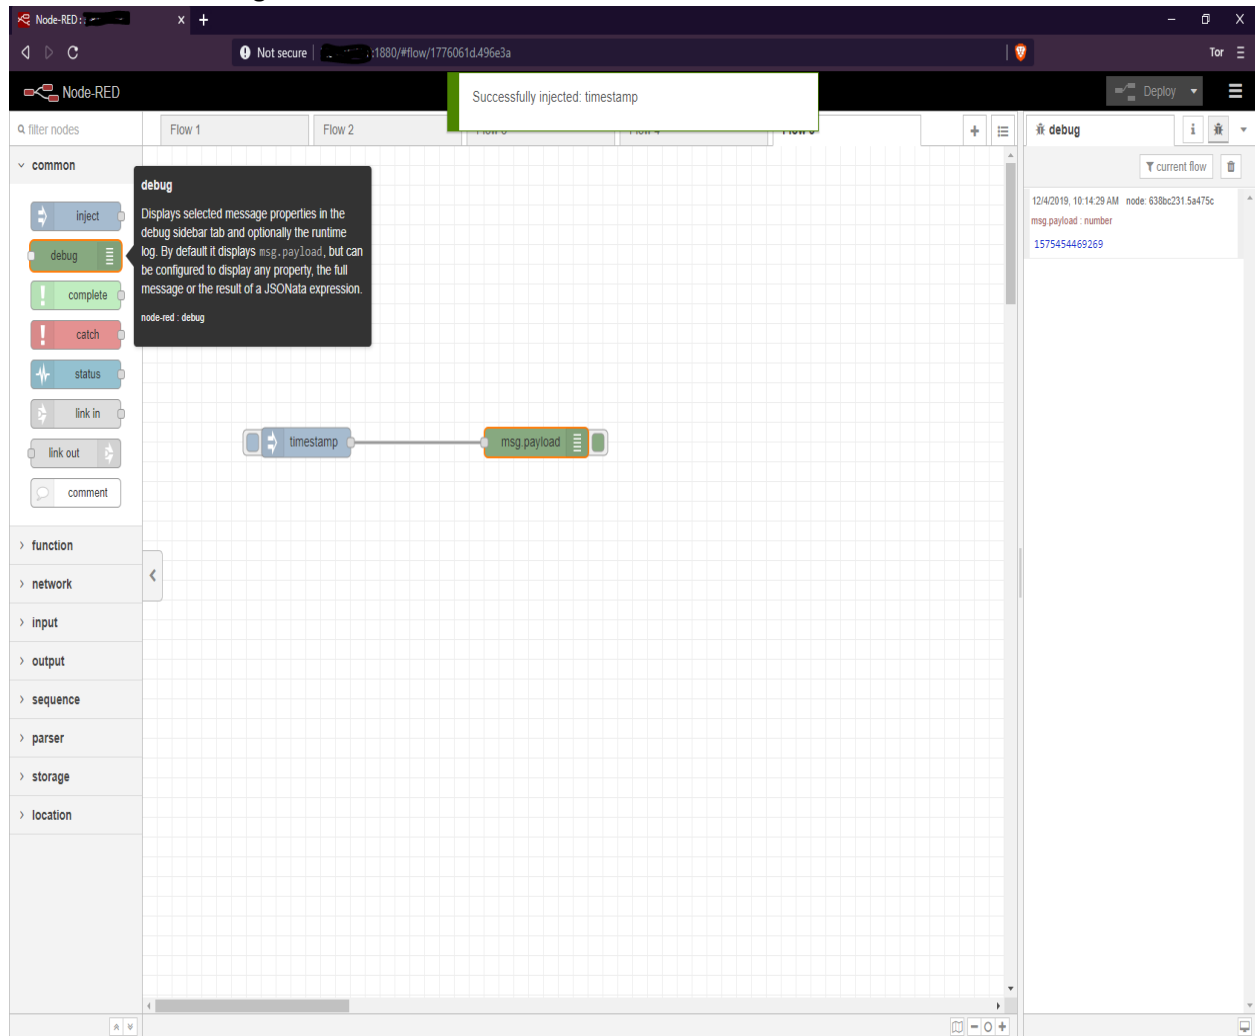 Node-RED :
Not secure
:1880/#flow/1776061d.496e3a
Tor
Node-RED
Successfully injected: timestamp
Deploy
filter nodes
Flow 1
Flow 2
debug
i
common
current flow
inject
debug
complete
catch
status
link in
link out
comment
debug
Displays selected message properties in the
debug sidebar tab and optionally the runtime
log. By default it displays msg.payload, but can
be configured to display any property, the full
message or the result of a JSONata expression.
node-red : debug
12/4/2019, 10:14:29 AM node: 638bc231.5a475c
msg.payload : number
1575454469269
timestamp
msg.payload
function
network
input
output
sequence
parser
storage
location